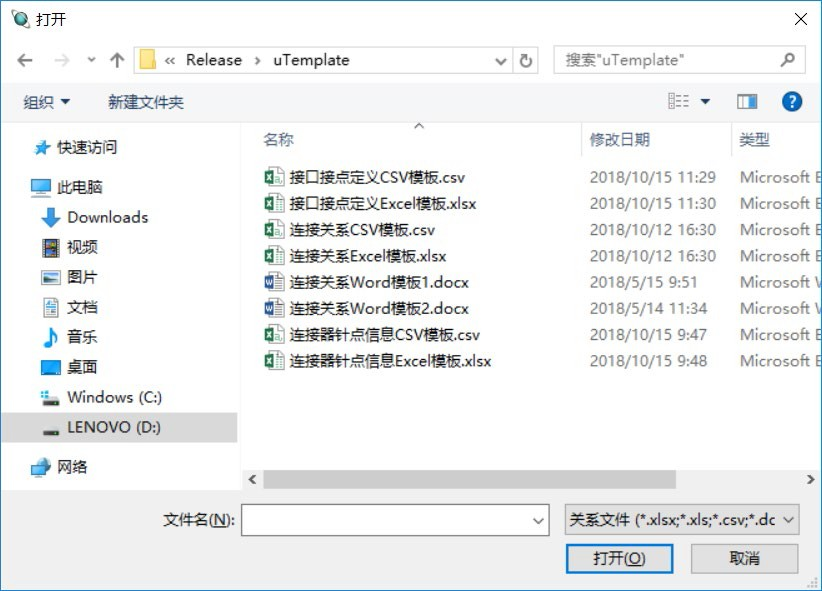 打开
« Release › uTemplate
搜索"uTemplate"
组织 新建文件夹
名称 修改日期 类型
快速访问
此电脑
Downloads
视频
图片
文档
音乐
桌面
Windows (C:)
LENOVO (D:)
网络
接口接点定义CSV模板.csv 2018/10/15 11:29 Microsoft E
接口接点定义Excel模板.xlsx 2018/10/15 11:30 Microsoft E
连接关系CSV模板.csv 2018/10/12 16:30 Microsoft E
连接关系Excel模板.xlsx 2018/10/12 16:30 Microsoft E
连接关系Word模板1.docx 2018/5/15 9:51 Microsoft W
连接关系Word模板2.docx 2018/5/14 11:34 Microsoft W
连接器针点信息CSV模板.csv 2018/10/15 9:47 Microsoft E
连接器针点信息Excel模板.xlsx 2018/10/15 9:48 Microsoft E
文件名(N): 关系文件 (*.xlsx;*.xls;*.csv;*.dc
打开(O) 取消